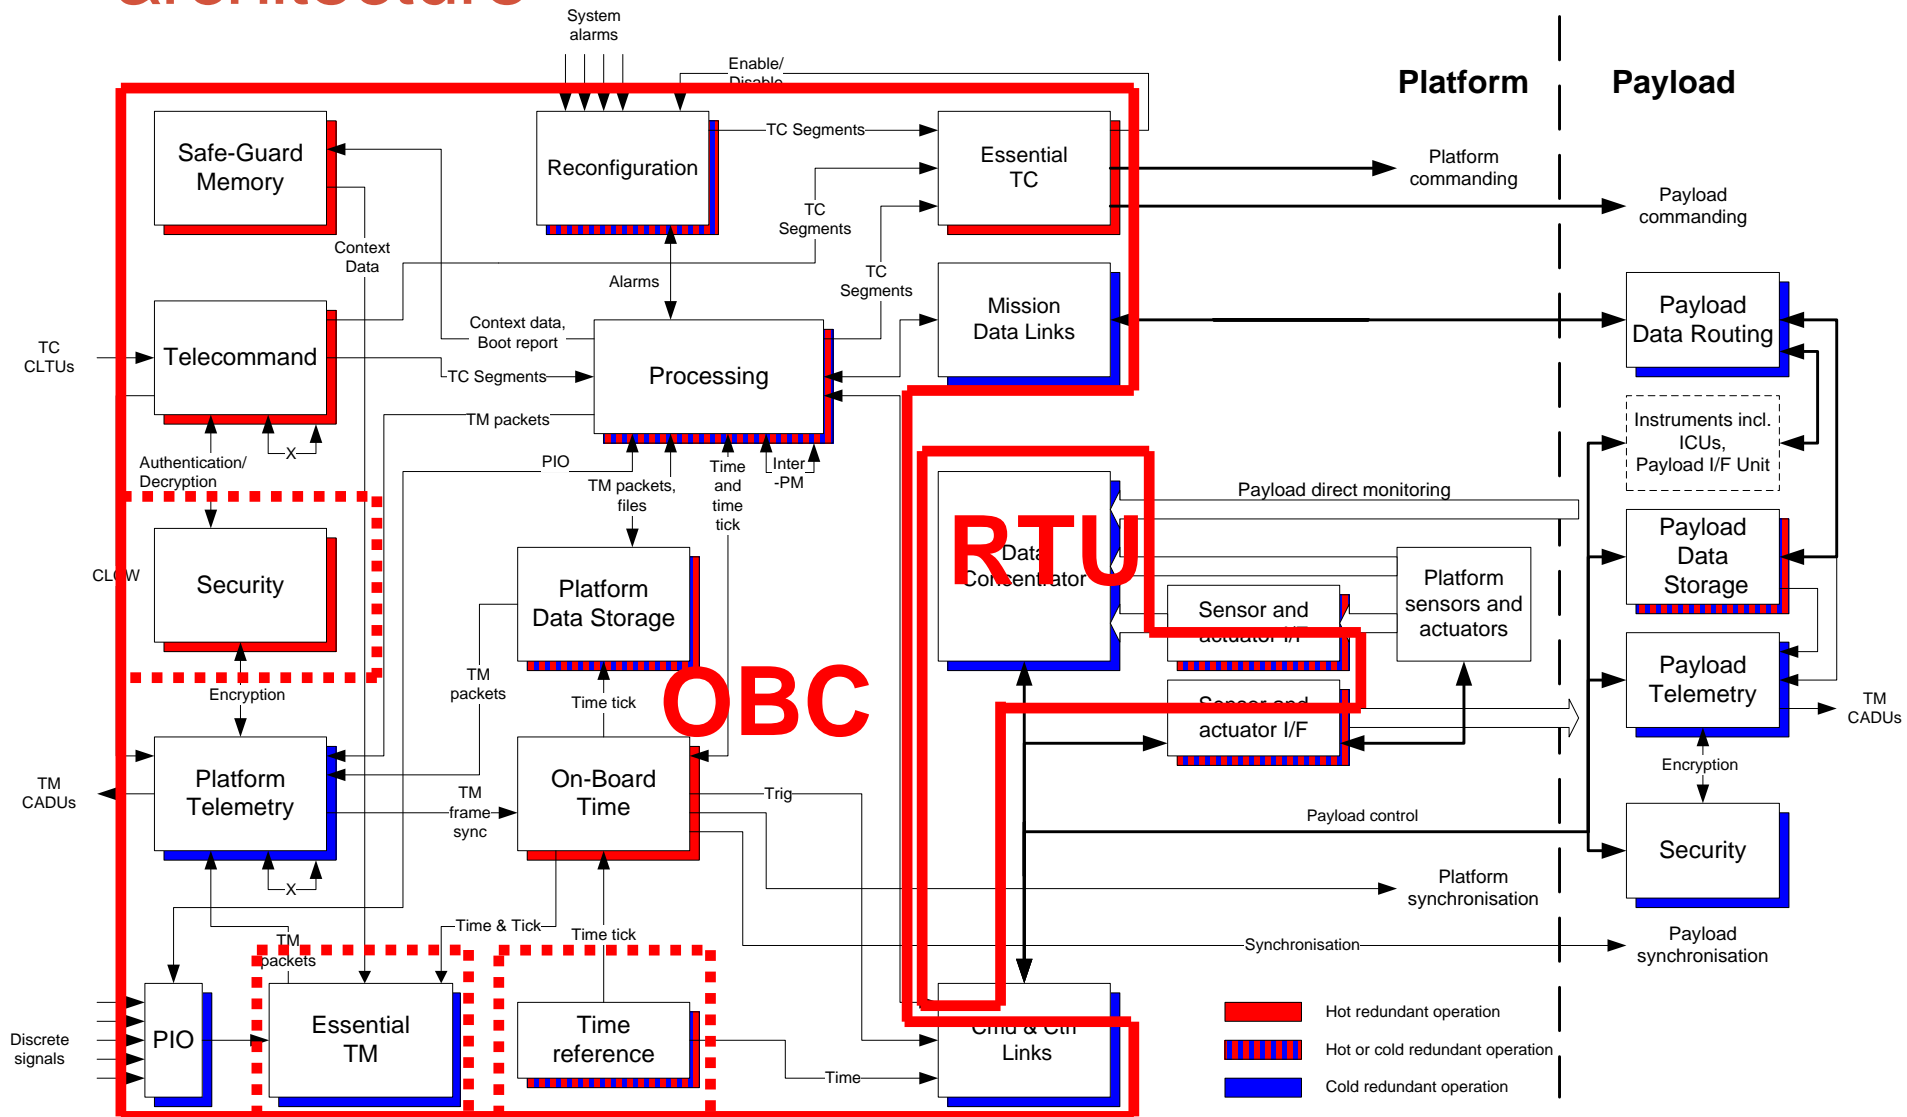 architecture
System
alarms
Enable/
Disable
Platform
Payload
Safe-Guard
Memory
Reconfiguration
TC Segments
Essential
TC
Platform
commanding
Payload
commanding
TC
Segments
Context
Data
Alarms
TC
Segments
Mission
Data Links
Payload
Data Routing
TC
CLTUs
Telecommand
Context data,
Boot report
Processing
TC Segments
TM packets
X
Authentication/
Decryption
PIO
TM packets,
files
Time
and
time
tick
Inter
-PM
Instruments incl.
ICUs,
Payload I/F Unit
Payload direct monitoring
RTU
Data
Concentrator
Payload
Data
Storage
CLCW
Security
Platform
Data Storage
Sensor and
actuator I/F
Platform
sensors and
actuators
Payload
Telemetry
TM
CADUs
Encryption
TM
packets
Time tick
OBC
Sensor and
actuator I/F
Encryption
TM
CADUs
Platform
Telemetry
TM
frame
sync
On-Board
Time
Trig
Payload control
Security
X
Platform
synchronisation
Time & Tick
Time tick
TM
packets
Synchronisation
Payload
synchronisation
Discrete
signals
PIO
Essential
TM
Time
reference
Time
Cmd & Ctrl
Links
Hot redundant operation
Hot or cold redundant operation
Cold redundant operation